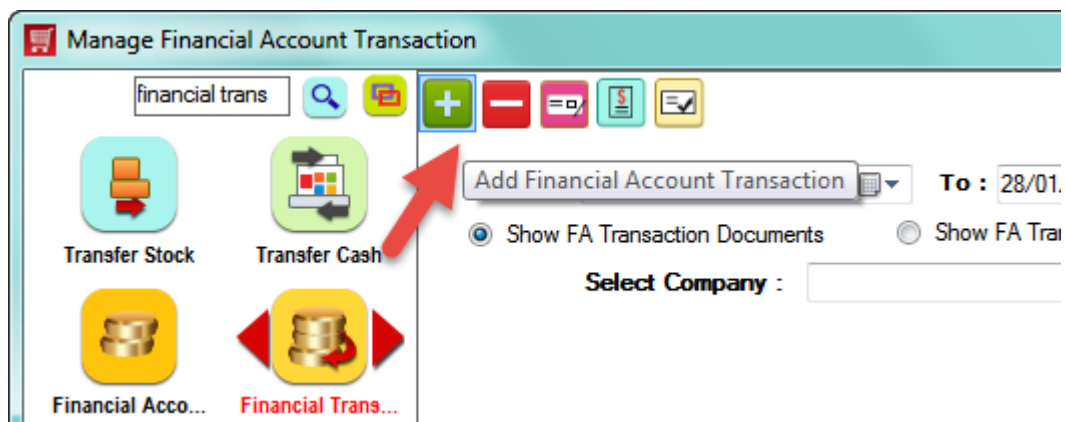 Manage Financial Account Transaction
financial trans
Add Financial Account Transaction
To : 28/01
Show FA Transaction Documents
Show FA Tra
Select Company :
Transfer Stock
Transfer Cash
Financial Acco...
Financial Trans...